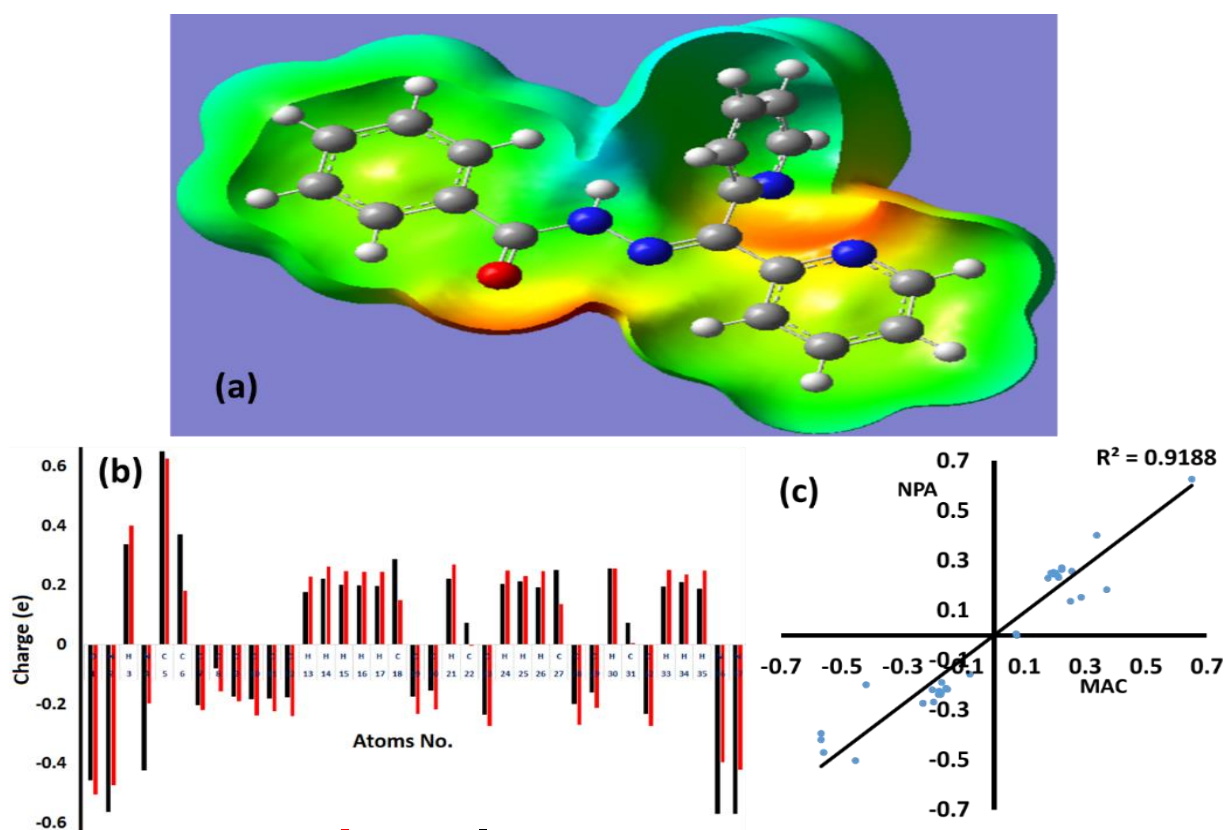 (a)
(b)
0.6
0.4
0.2
0
-0.2
-0.4
-0.6
Charge (e)
H C C H H H H H C H C H H H C H C H H H
3 5 6 13 14 15 16 17 18 21 22 24 25 26 27 30 31 33 34 35
Atoms No.
(c)
NPA
R² = 0.9188
0.7
0.5
0.3
0.1
-0.1
-0.3
-0.5
-0.7
-0.7 -0.5 -0.3 -0.1 0.1 0.3 0.5 0.7
MAC